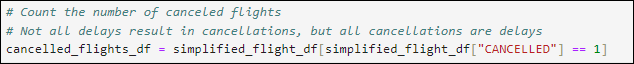 # Count the number of canceled flights
# Not all delays result in cancellations, but all cancellations are delays
cancelled_flights_df = simplified_flight_df[simplified_flight_df["CANCELLED"] == 1]